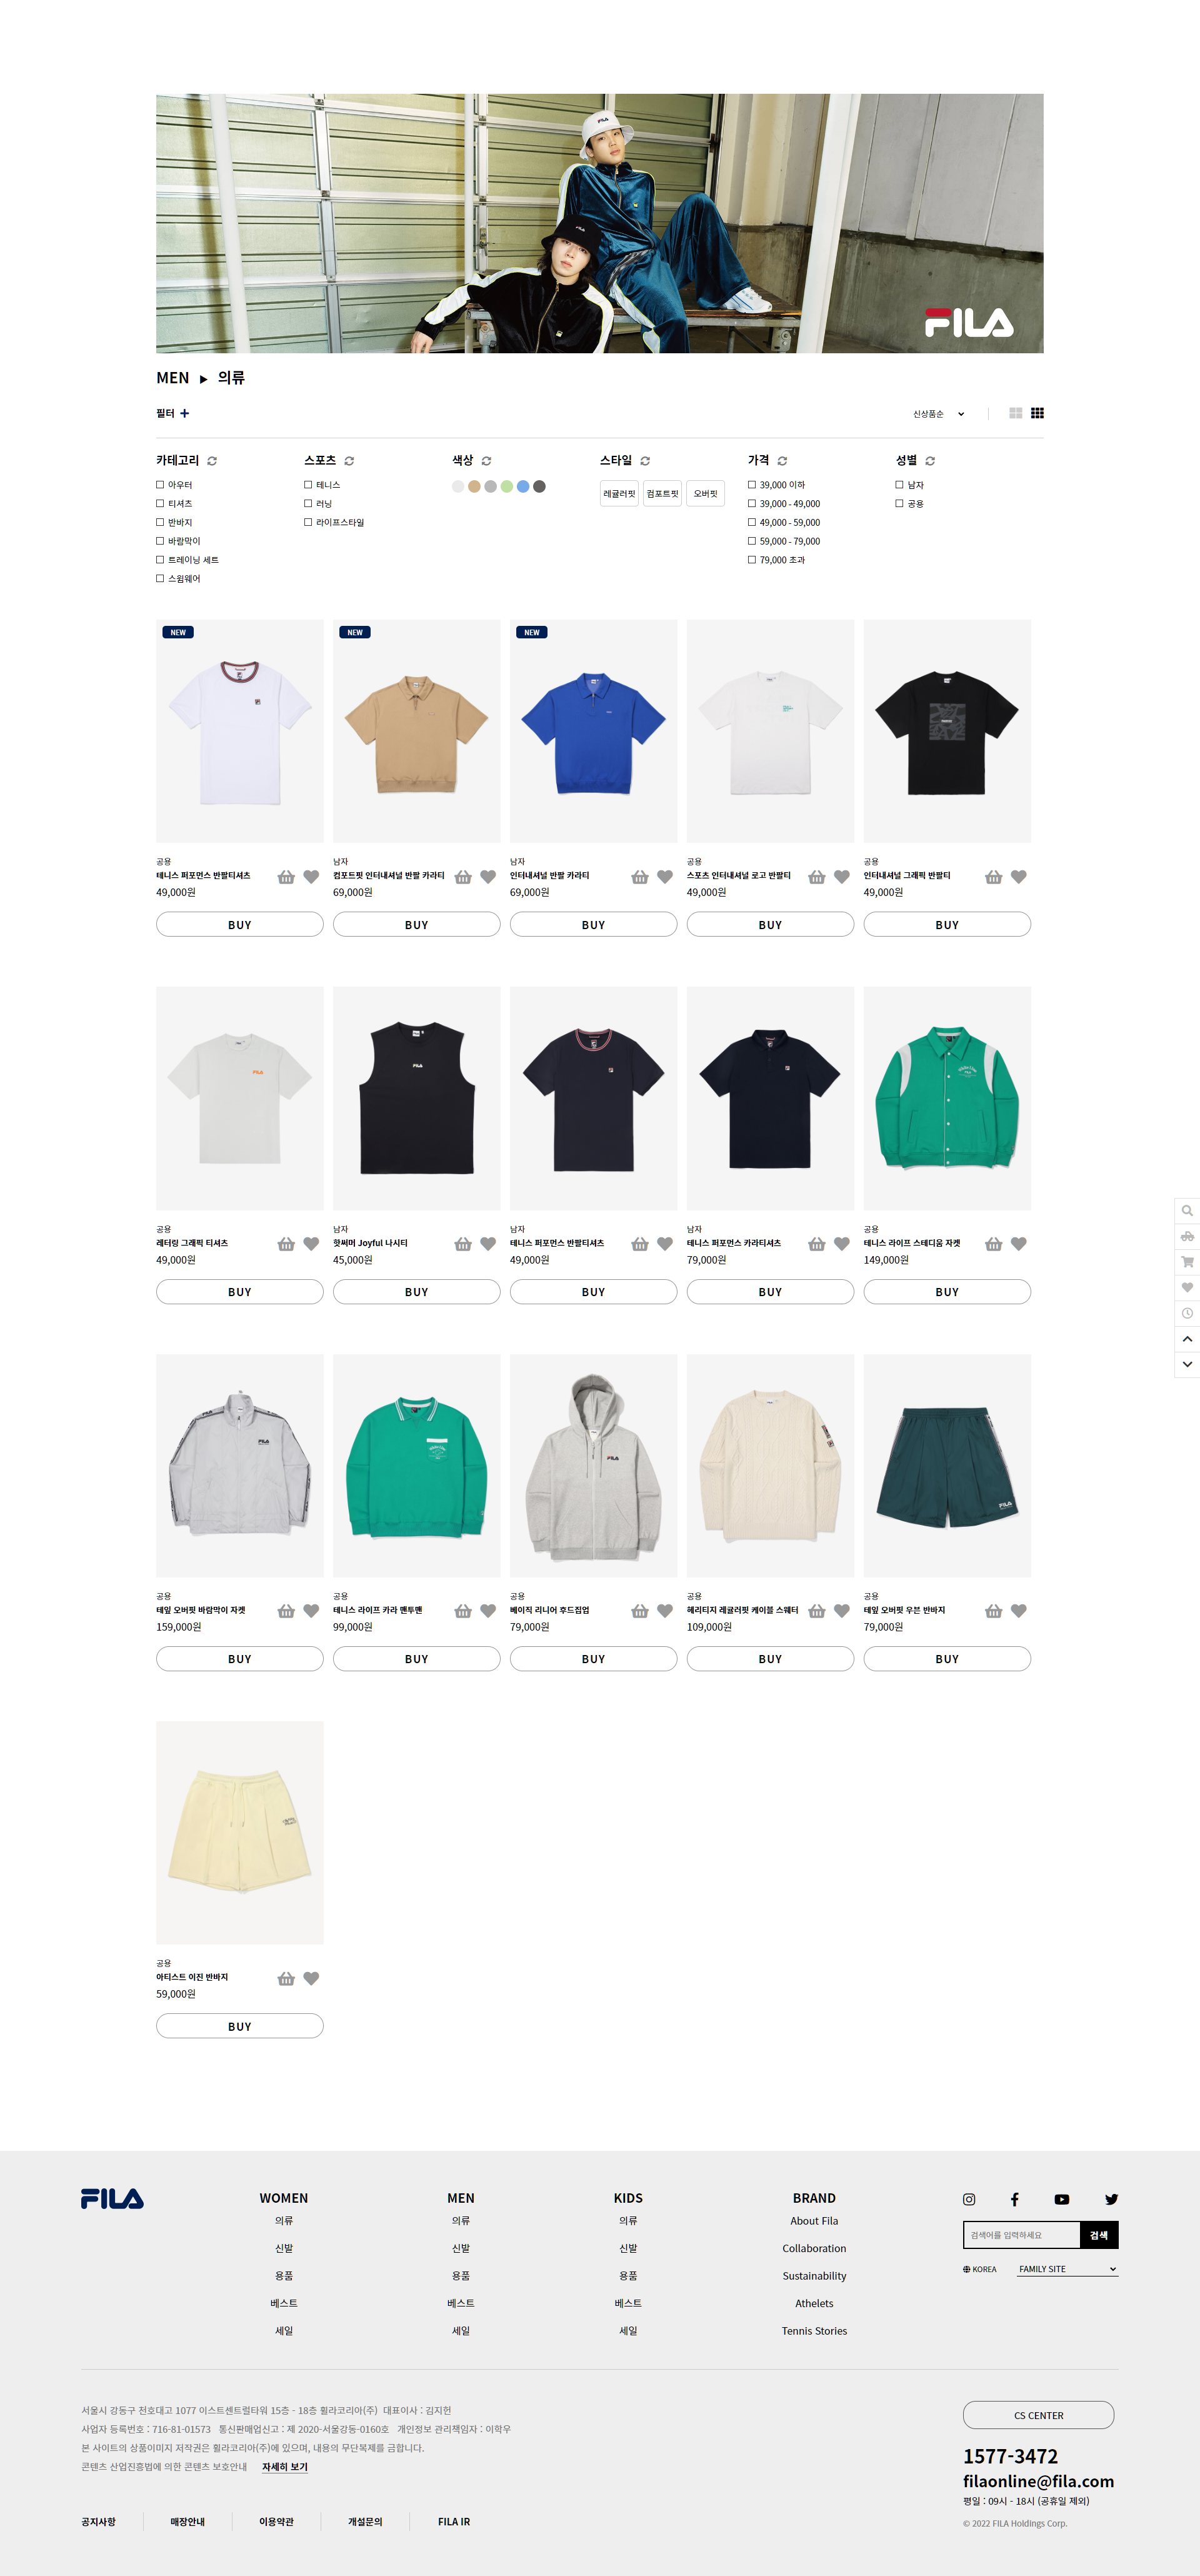 FILA
MEN ▶ 의류
필터 +
신상품순
카테고리
아우터
티셔츠
반바지
바람막이
트레이닝 세트
스윔웨어
스포츠
테니스
러닝
라이프스타일
색상
스타일
레귤러핏 컴포트핏 오버핏
가격
39,000 이하
39,000 - 49,000
49,000 - 59,000
59,000 - 79,000
79,000 초과
성별
남자
공용
NEW
공용
테니스 퍼포먼스 반팔티셔츠
49,000원
BUY
NEW
남자
컴포트핏 인터내셔널 반팔 카라티
69,000원
BUY
NEW
남자
인터내셔널 반팔 카라티
69,000원
BUY
공용
스포츠 인터내셔널 로고 반팔티
49,000원
BUY
공용
인터내셔널 그래픽 반팔티
49,000원
BUY
공용
레터링 그래픽 티셔츠
49,000원
BUY
FILA
남자
핫써머 Joyful 나시티
45,000원
BUY
남자
테니스 퍼포먼스 반팔티셔츠
49,000원
BUY
남자
테니스 퍼포먼스 카라티셔츠
79,000원
BUY
공용
테니스 라이프 스테디움 자켓
149,000원
BUY
FILA
공용
테잎 오버핏 바람막이 자켓
159,000원
BUY
공용
테니스 라이프 카라 맨투맨
99,000원
BUY
FILA
공용
베이직 리니어 후드집업
79,000원
BUY
공용
헤리티지 레귤러핏 케이블 스웨터
109,000원
BUY
FILA
공용
테잎 오버핏 우븐 반바지
79,000원
BUY
공용
아티스트 이진 반바지
59,000원
BUY
FILA
WOMEN
의류
신발
용품
베스트
세일
MEN
의류
신발
용품
베스트
세일
KIDS
의류
신발
용품
베스트
세일
BRAND
About Fila
Collaboration
Sustainability
Athelets
Tennis Stories
검색어를 입력하세요 검색
KOREA FAMILY SITE
서울시 강동구 천호대고 1077 이스트센트럴타워 15층 - 18층 휠라코리아(주) 대표이사 : 김지헌
사업자 등록번호 : 716-81-01573 통신판매업신고 : 제 2020-서울강동-0160호 개인정보 관리책임자 : 이학우
본 사이트의 상품이미지 저작권은 휠라코리아(주)에 있으며, 내용의 무단복제를 금합니다.
콘텐츠 산업진흥법에 의한 콘텐츠 보호안내 자세히 보기
공지사항 매장안내 이용약관 개설문의 FILA IR
CS CENTER
1577-3472
filaonline@fila.com
평일 : 09시 - 18시 (공휴일 제외)
© 2022 FILA Holdings Corp.